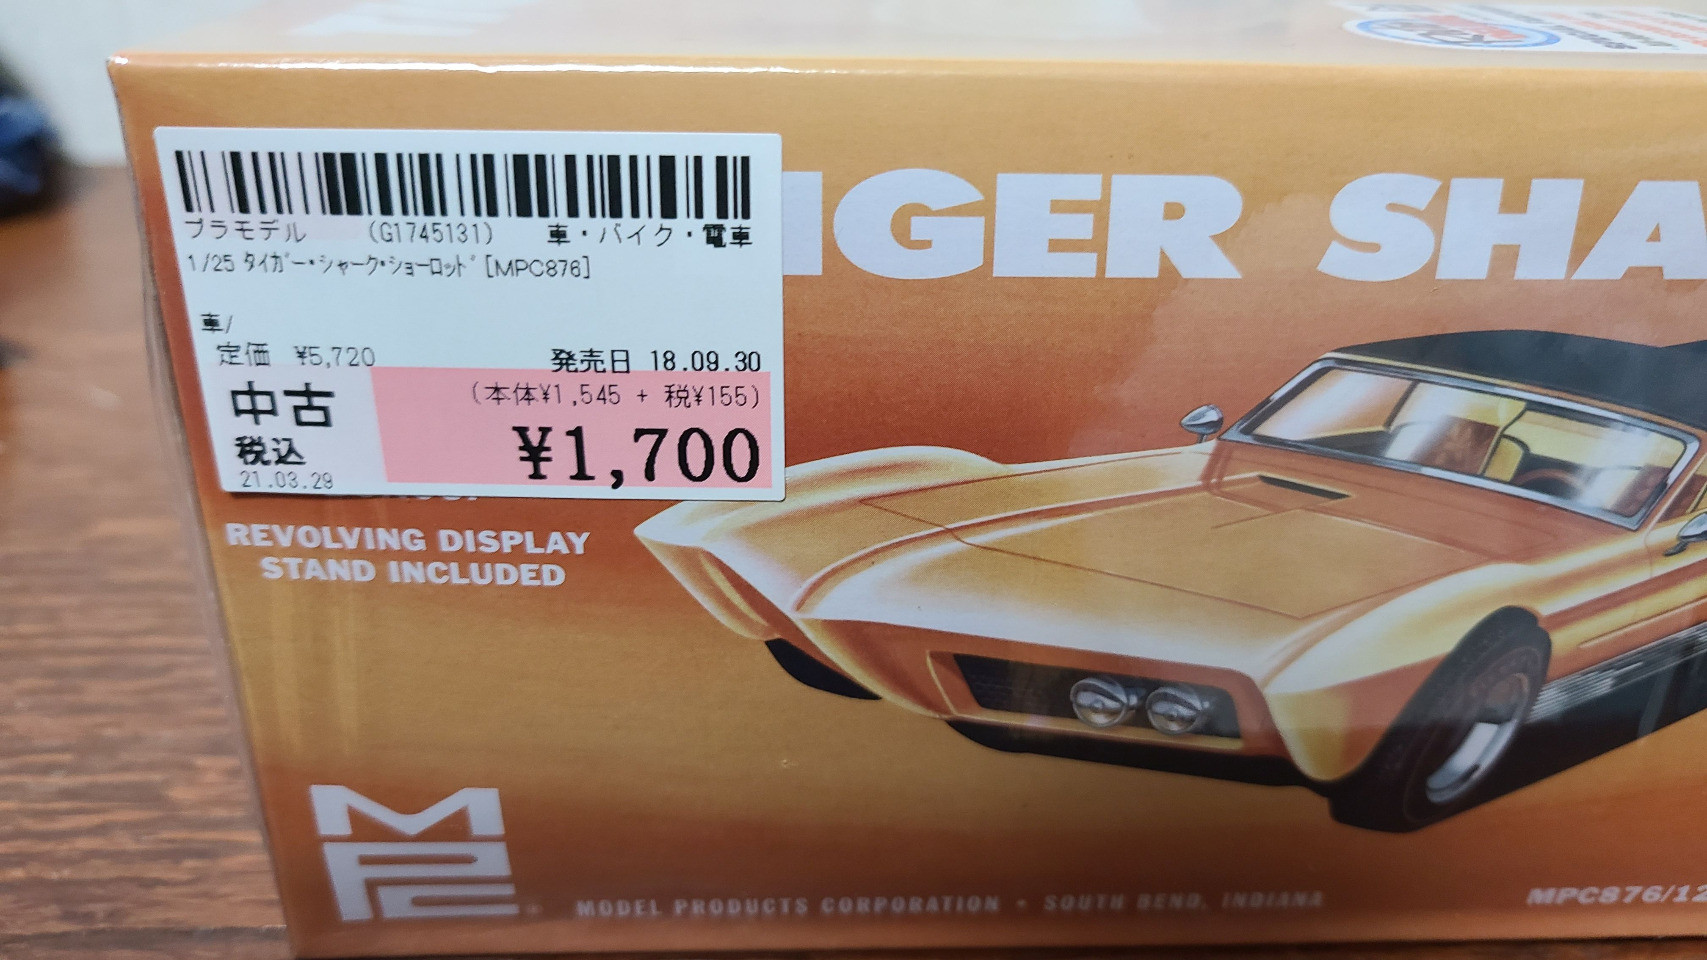 プラモデル (G1745131) 車・バイク・電車
1/25 タイガー・シャーク・ショーロッド [MPC876]
車/
定価 ¥5,720 発売日 18.09.30
中古 (本体¥1,545 + 税¥155)
税込 ¥1,700
21.03.29
IGER SHA
REVOLVING DISPLAY
STAND INCLUDED
MPC
MODEL PRODUCTS CORPORATION • SOUTH BEND, INDIANA
MPC876/12